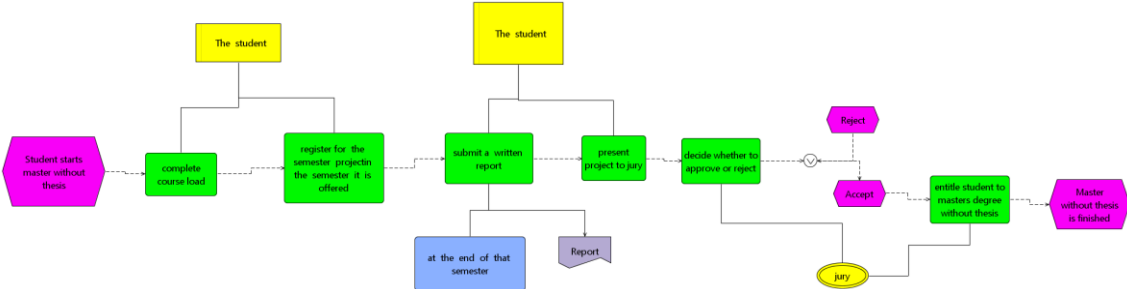 The student
The student
Student starts
master without
thesis
complete
course load
register for the
semester projectin
the semester it is
offered
submit a written
report
present
project to jury
decide whether to
approve or reject
Reject
Accept
entitle student to
masters degree
without thesis
Master
without thesis
is finished
at the end of that
semester
Report
jury